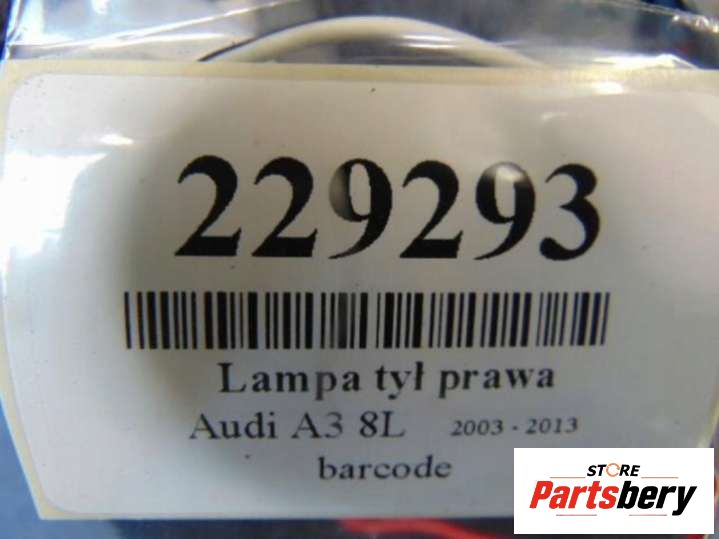 229293
Lampa tył prawa
Audi A3 8L 2003 - 2013
barcode
STORE
Partsbery